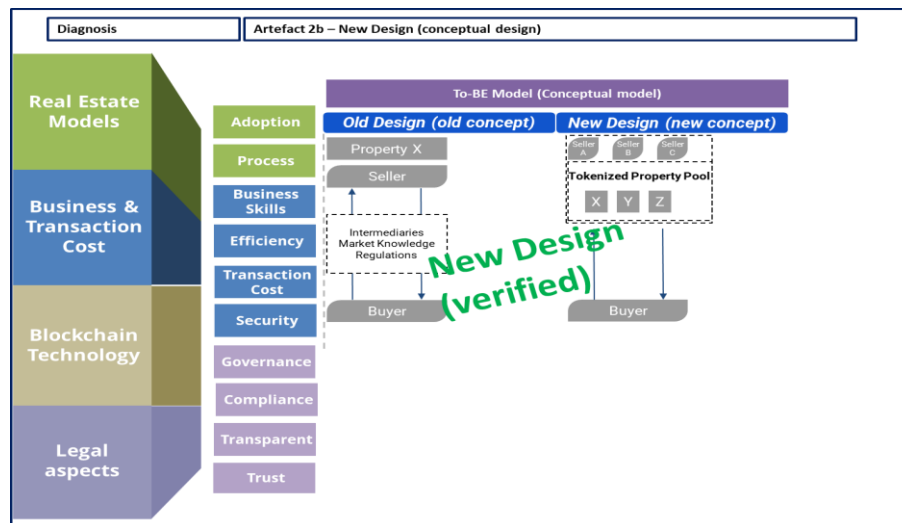 Diagnosis
Artefact 2b – New Design (conceptual design)
Real Estate
Models
Business &
Transaction
Cost
Blockchain
Technology
Legal
aspects
Adoption
Process
Business
Skills
Efficiency
Transaction
Cost
Security
Governance
Compliance
Transparent
Trust
To-BE Model (Conceptual model)
Old Design (old concept)
Property X
Seller
Intermediaries
Market Knowledge
Regulations
Buyer
New Design (new concept)
Seller
A
Seller
B
Seller
C
Tokenized Property Pool
X
Y
Z
Buyer
New Design
(verified)